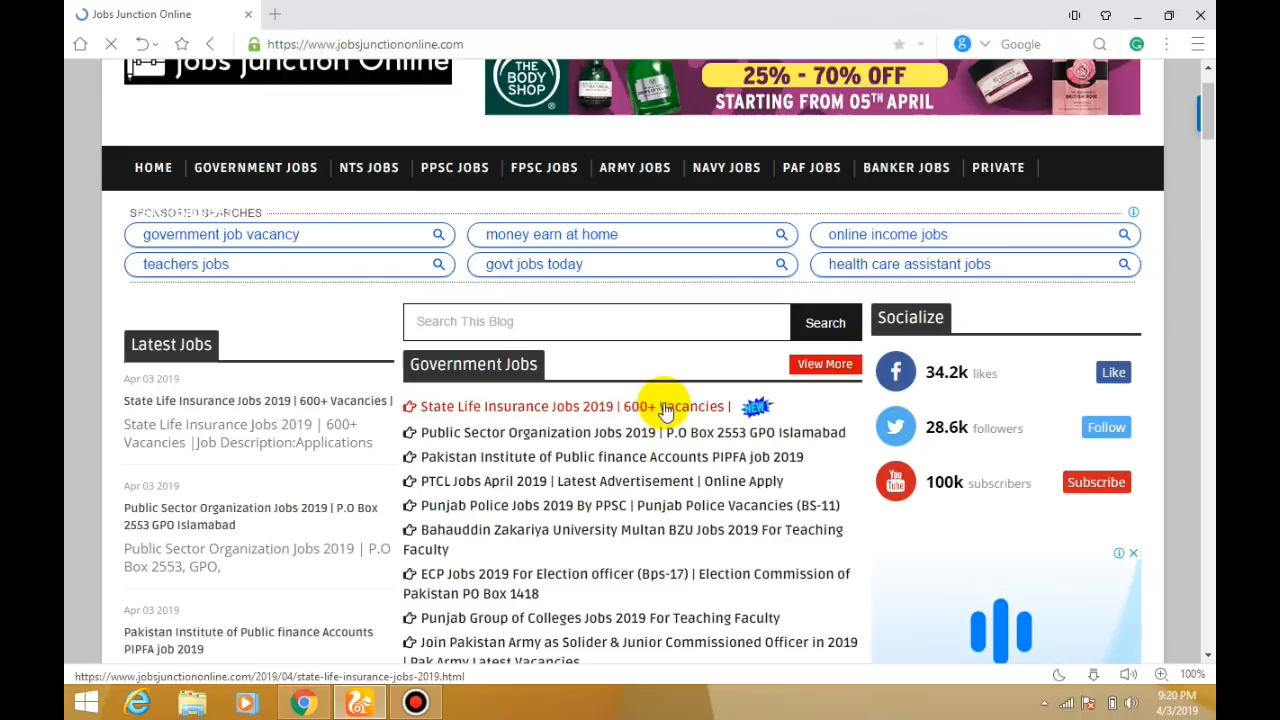 Jobs Junction Online
https://www.jobsjunctiononline.com
Google
Jobs Junction Online
THE BODY SHOP
25% - 70% OFF
STARTING FROM 05TH APRIL
HOME
GOVERNMENT JOBS
NTS JOBS
PPSC JOBS
FPSC JOBS
ARMY JOBS
NAVY JOBS
PAF JOBS
BANKER JOBS
PRIVATE
SPONSORED SEARCHES
government job vacancy
money earn at home
online income jobs
teachers jobs
govt jobs today
health care assistant jobs
Latest Jobs
Apr 03 2019
State Life Insurance Jobs 2019 | 600+ Vacancies |
State Life Insurance Jobs 2019 | 600+
Vacancies |Job Description:Applications
Apr 03 2019
Public Sector Organization Jobs 2019 | P.O Box
2553 GPO Islamabad
Public Sector Organization Jobs 2019 | P.O
Box 2553, GPO,
Apr 03 2019
Pakistan Institute of Public finance Accounts
PIPFA job 2019
Search This Blog
Search
Government Jobs
View More
State Life Insurance Jobs 2019 | 600+ Vacancies |
NEW
Public Sector Organization Jobs 2019 | P.O Box 2553 GPO Islamabad
Pakistan Institute of Public finance Accounts PIPFA job 2019
PTCL Jobs April 2019 | Latest Advertisement | Online Apply
Punjab Police Jobs 2019 By PPSC | Punjab Police Vacancies (BS-11)
Bahauddin Zakariya University Multan BZU Jobs 2019 For Teaching
Faculty
ECP Jobs 2019 For Election officer (Bps-17) | Election Commission of
Pakistan PO Box 1418
Punjab Group of Colleges Jobs 2019 For Teaching Faculty
Join Pakistan Army as Solider & Junior Commissioned Officer in 2019
| Pak Army Latest Vacancies
Socialize
34.2k likes
Like
28.6k followers
Follow
You Tube
100k subscribers
Subscribe
https://www.jobsjunctiononline.com/2019/04/state-life-insurance-jobs-2019.html
100%
9:20 PM
4/3/2019